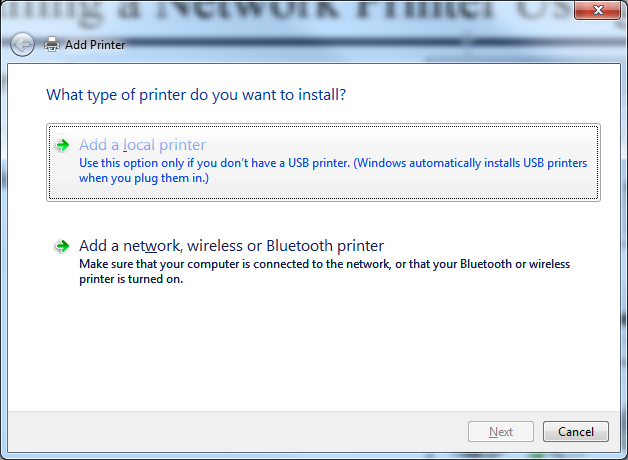 ing a Network Printer Us
Add Printer
What type of printer do you want to install?
Add a local printer
Use this option only if you don't have a USB printer. (Windows automatically installs USB printers
when you plug them in.)
Add a network, wireless or Bluetooth printer
Make sure that your computer is connected to the network, or that your Bluetooth or wireless
printer is turned on.
Next
Cancel